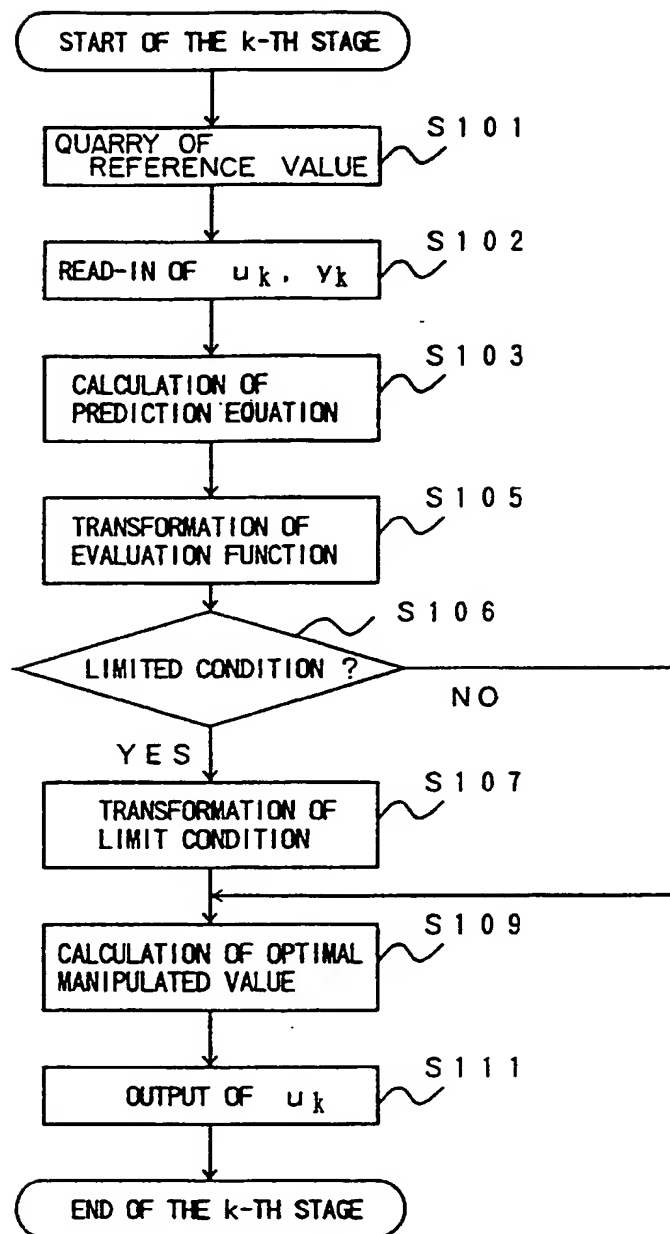 START OF THE k-TH STAGE
S101
QUARRY OF
REFERENCE VALUE
S102
READ-IN OF uk, yk
S103
CALCULATION OF
PREDICTION EQUATION
S105
TRANSFORMATION OF
EVALUATION FUNCTION
S106
LIMITED CONDITION ?
NO
YES
S107
TRANSFORMATION OF
LIMIT CONDITION
S109
CALCULATION OF OPTIMAL
MANIPULATED VALUE
S111
OUTPUT OF uk
END OF THE k-TH STAGE